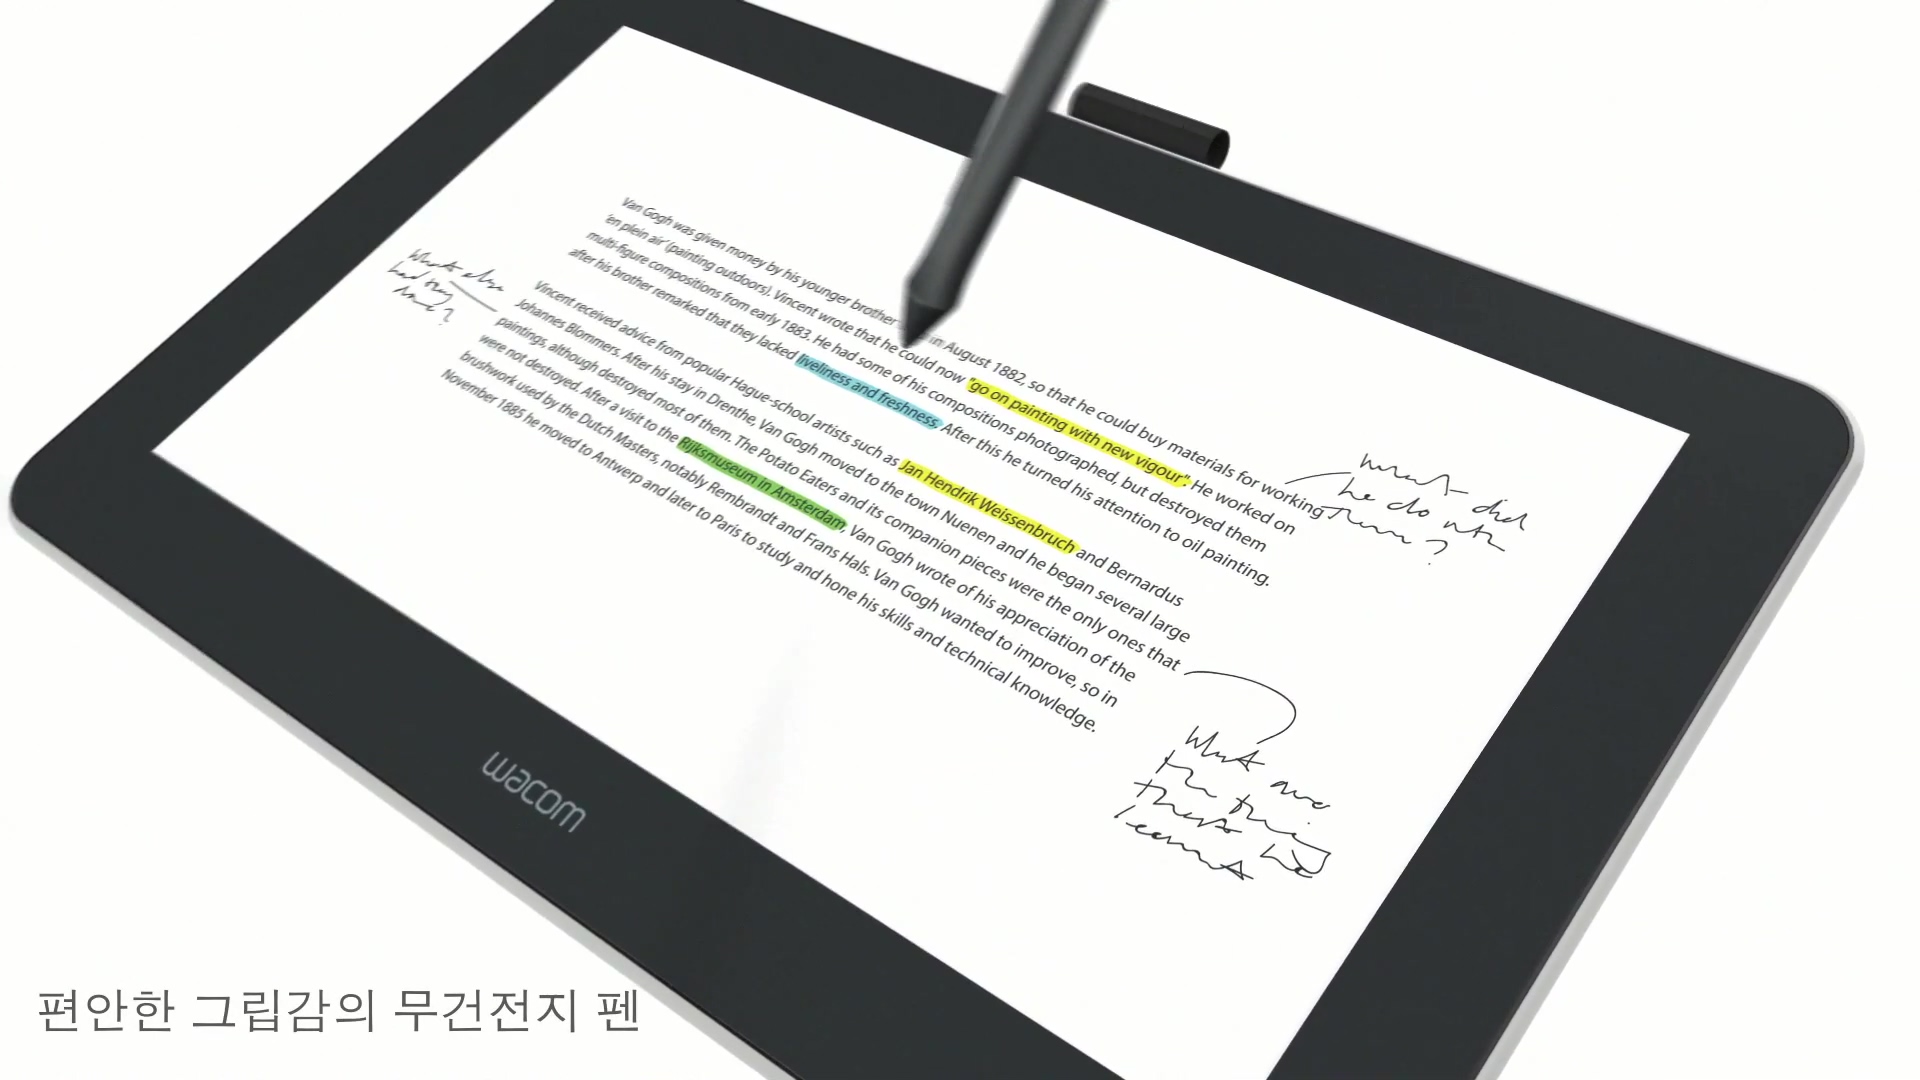 Van Gogh was given money by his younger brother in August 1882, so that he could buy materials for working
'en plein air' (painting outdoors). Vincent wrote that he could now "go on painting with new vigour". He worked on
multi-figure compositions from early 1883. He had some of his compositions photographed, but destroyed them
after his brother remarked that they lacked liveliness and freshness. After this he turned his attention to oil painting.
Vincent received advice from popular Hague-school artists such as Jan Hendrik Weissenbruch and Bernardus
Johannes Blommers. After his stay in Drenthe, Van Gogh moved to the town Nuenen and he began several large
paintings, although destroyed most of them. The Potato Eaters and its companion pieces were the only ones that
were not destroyed. After a visit to the Rijksmuseum in Amsterdam, Van Gogh wrote of his appreciation of the
brushwork used by the Dutch Masters, notably Rembrandt and Frans Hals. Van Gogh wanted to improve, so in
November 1885 he moved to Antwerp and later to Paris to study and hone his skills and technical knowledge.
What else
had they
what did
he do with
them?
What are
wacom
편안한 그립감의 무건전지 펜